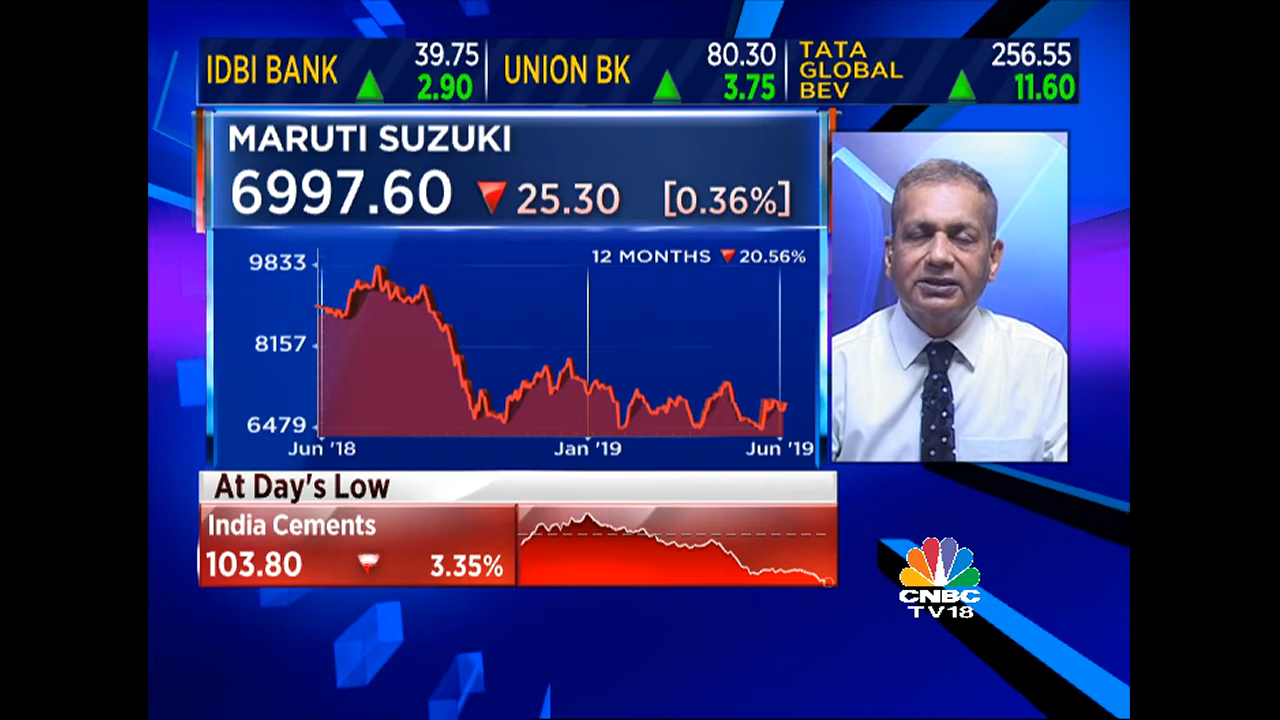 IDBI BANK 39.75 2.90
UNION BK 80.30 3.75
TATA GLOBAL BEV 256.55 11.60
MARUTI SUZUKI
6997.60 25.30 [0.36%]
12 MONTHS 20.56%
9833
8157
6479
Jun '18 Jan '19 Jun '19
At Day's Low
India Cements
103.80 3.35%
CNBC
TV18